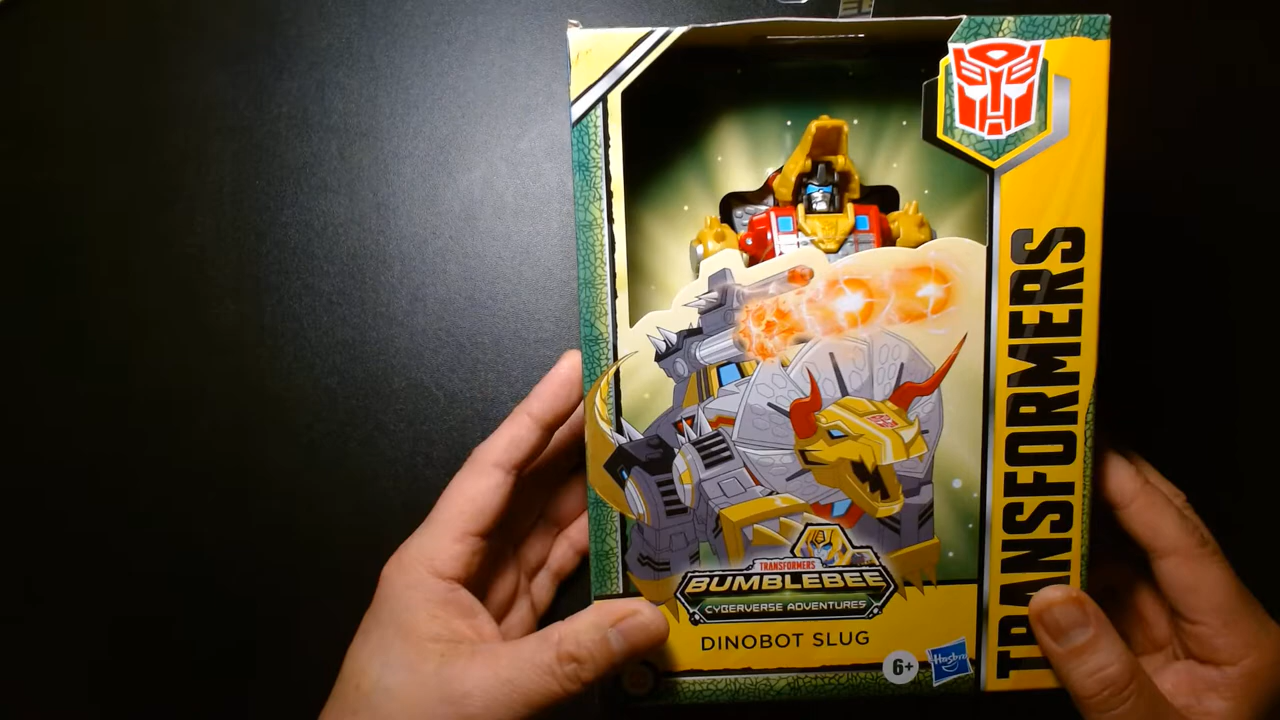 TRANSFORMERS
TRANSFORMERS
BUMBLEBEE
CYBERVERSE ADVENTURES
DINOBOT SLUG
6+
Hasbro